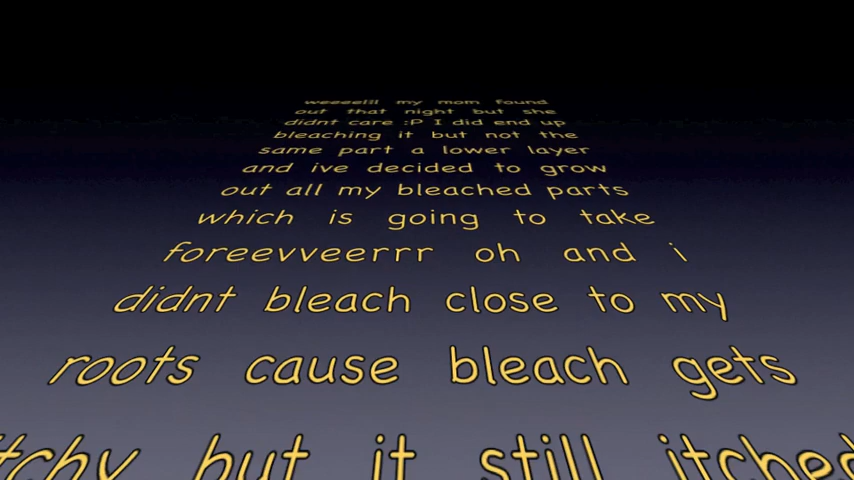 weeeelll my mom found
out that night but she
didnt care :P I did end up
bleaching it but not the
same part a lower layer
and ive decided to grow
out all my bleached parts
which is going to take
foreevveerrr oh and i
didnt bleach close to my
roots cause bleach gets
itchy but it still itched